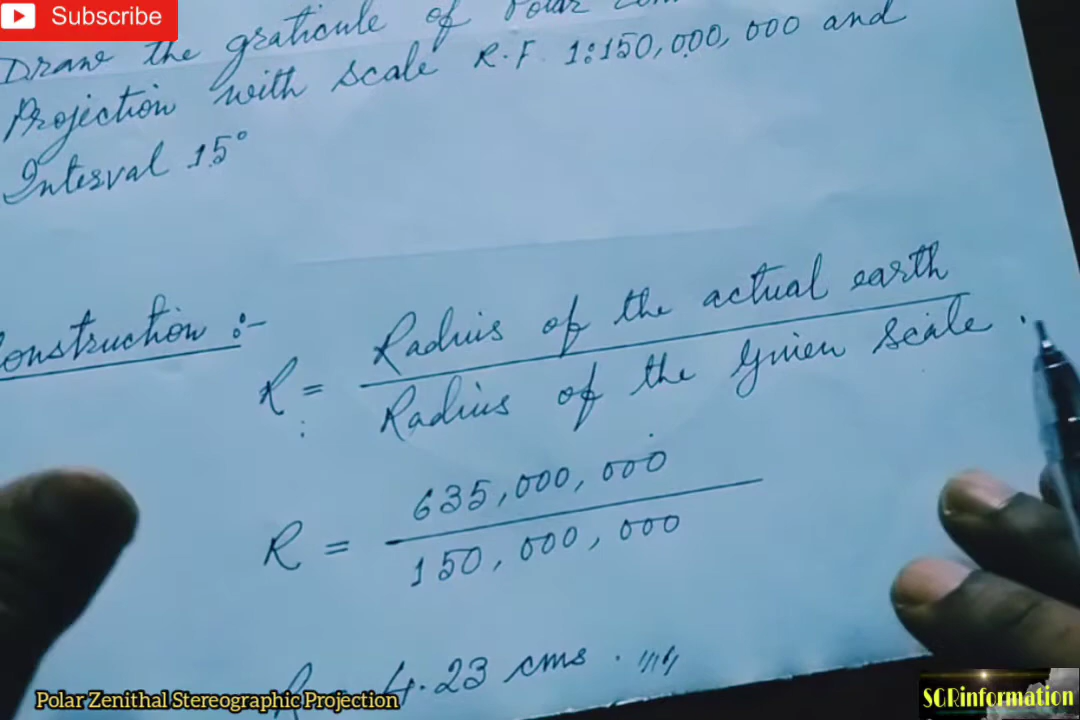 Subscribe
Draw the graticule of Polar
Projection with scale R.F. 1:150,000,000 and
Interval 15°
onstruction :-
R = Radius of the actual earth
Radius of the Given Scale.
R = 635,000,000
150,000,000
R 4.23 cms.
Polar Zenithal Stereographic Projection
SCRinformation